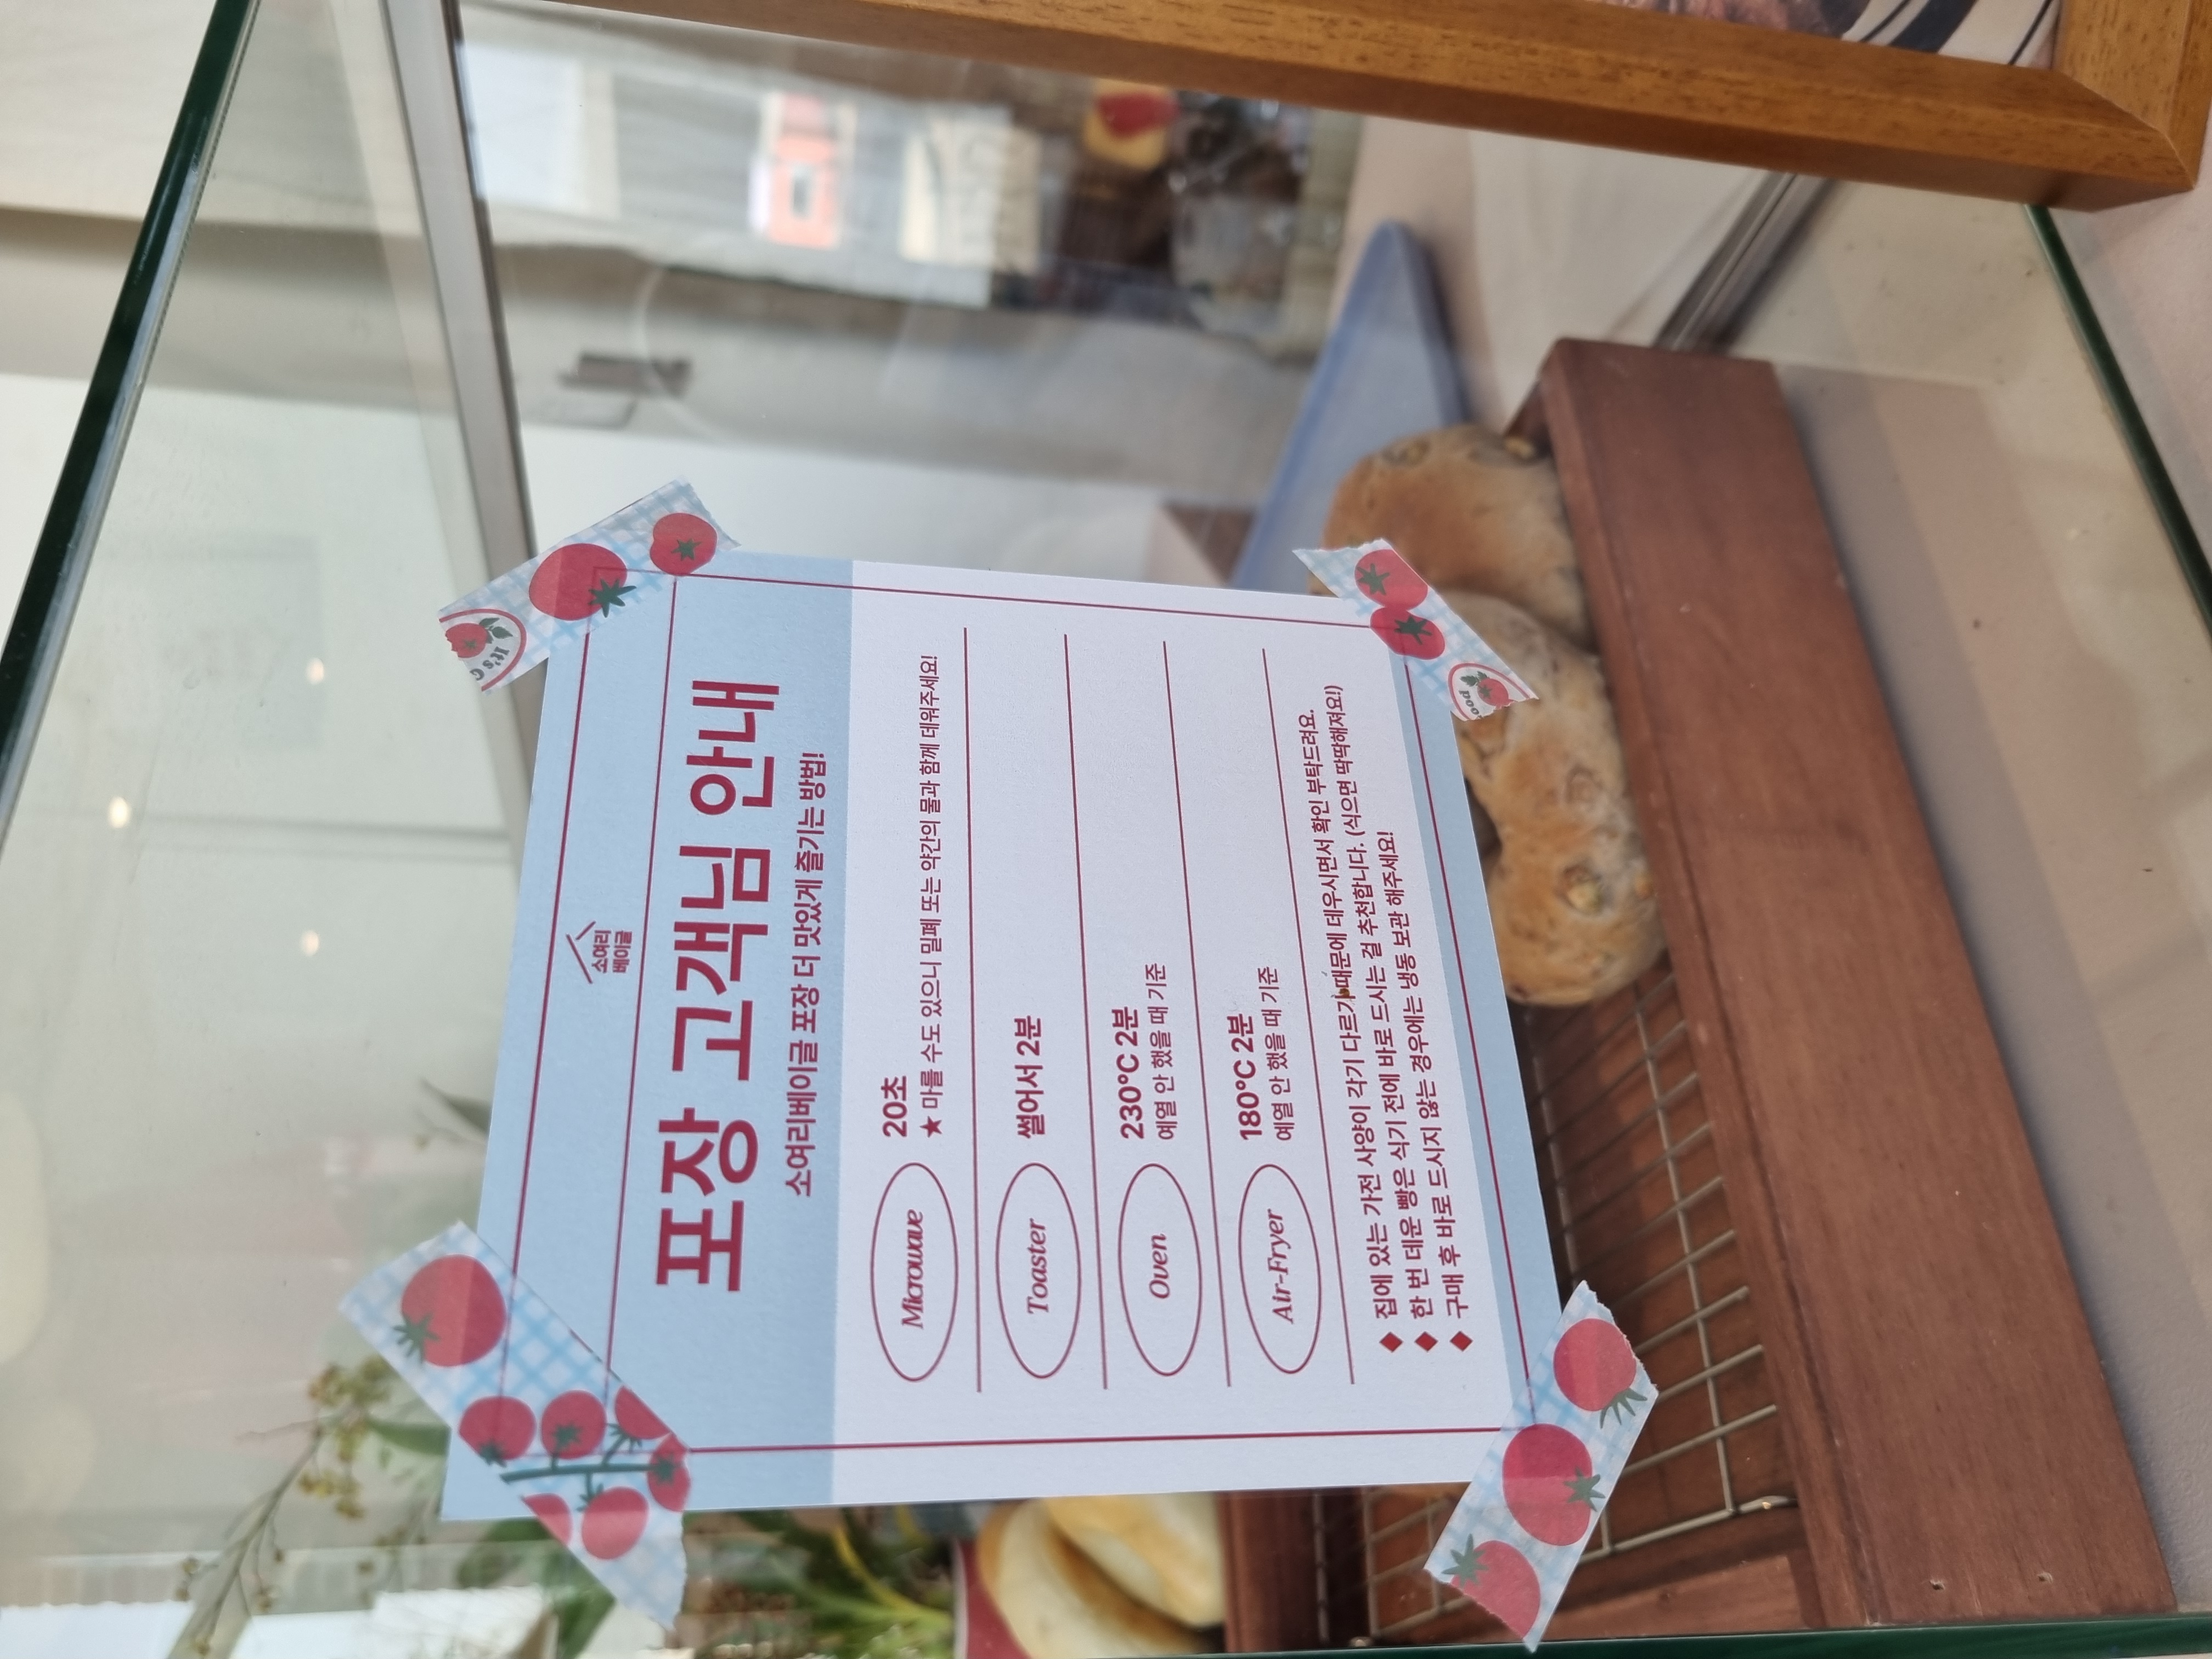 소여리
베이글
포장 고객님 안내
소여리베이글 포장 더 맛있게 즐기는 방법!
Microwave
20초
★ 마를 수도 있으니 밀폐 또는 약간의 물과 함께 데워주세요!
Toaster
썰어서 2분
Oven
230°C 2분
예열 안 했을 때 기준
Air-Fryer
180°C 2분
예열 안 했을 때 기준
◆ 집에 있는 가전 사양이 각기 다르기 때문에 데우시면서 확인 부탁드려요.
◆ 한 번 데운 빵은 식기 전에 바로 드시는 걸 추천합니다. (식으면 딱딱해져요!)
◆ 구매 후 바로 드시지 않는 경우에는 냉동 보관 해주세요!
It's G